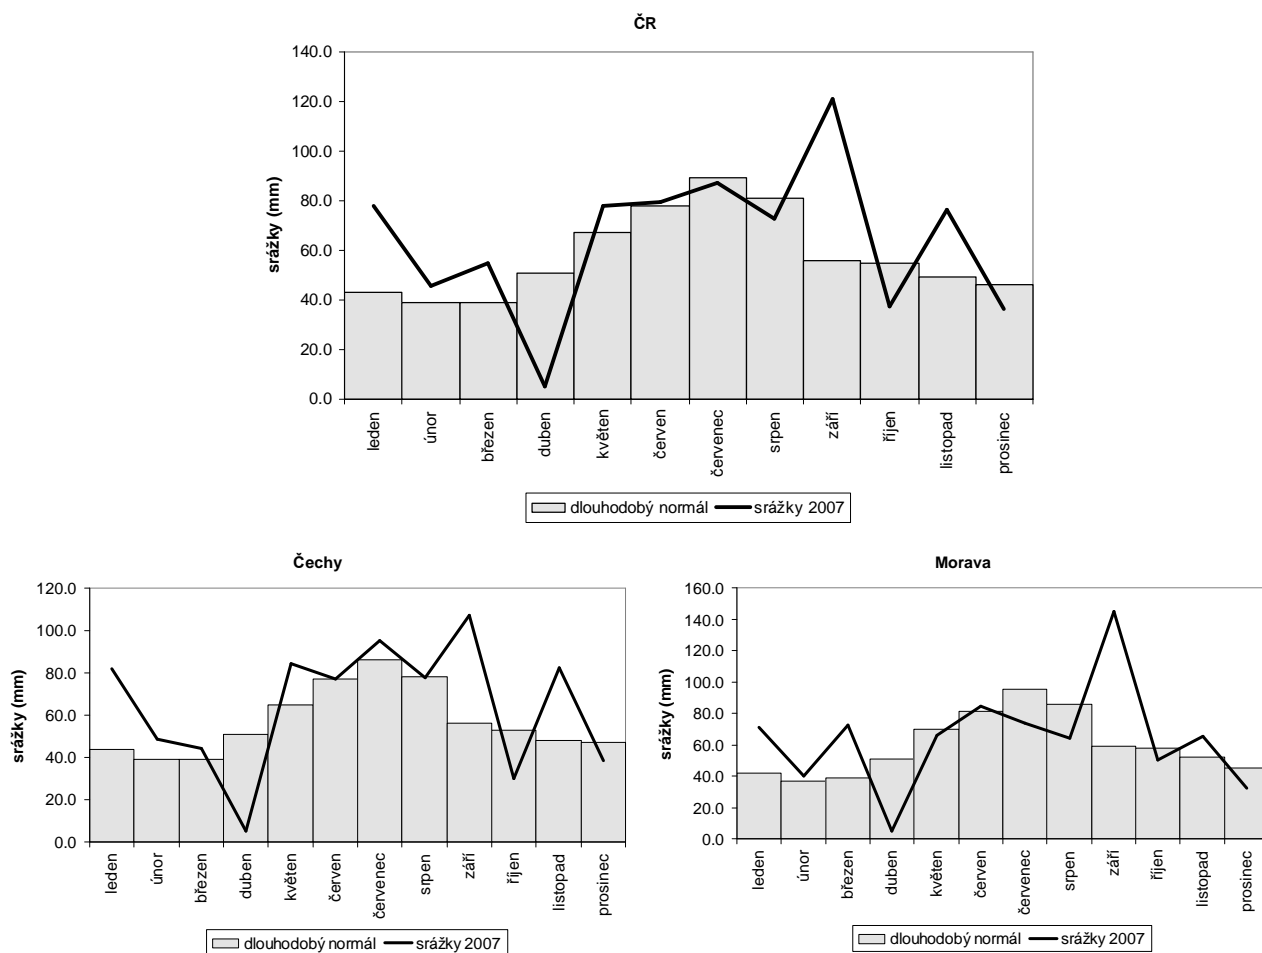 ČR
140.0
120.0
100.0
80.0
60.0
40.0
20.0
0.0
srážky (mm)
leden
únor
březen
duben
květen
červen
červenec
srpen
září
říjen
listopad
prosinec
dlouhodobý normál srážky 2007
Čechy
120.0
100.0
80.0
60.0
40.0
20.0
0.0
srážky (mm)
leden
únor
březen
duben
květen
červen
červenec
srpen
září
říjen
listopad
prosinec
dlouhodobý normál srážky 2007
Morava
160.0
140.0
120.0
100.0
80.0
60.0
40.0
20.0
0.0
srážky (mm)
leden
únor
březen
duben
květen
červen
červenec
srpen
září
říjen
listopad
prosinec
dlouhodobý normál srážky 2007